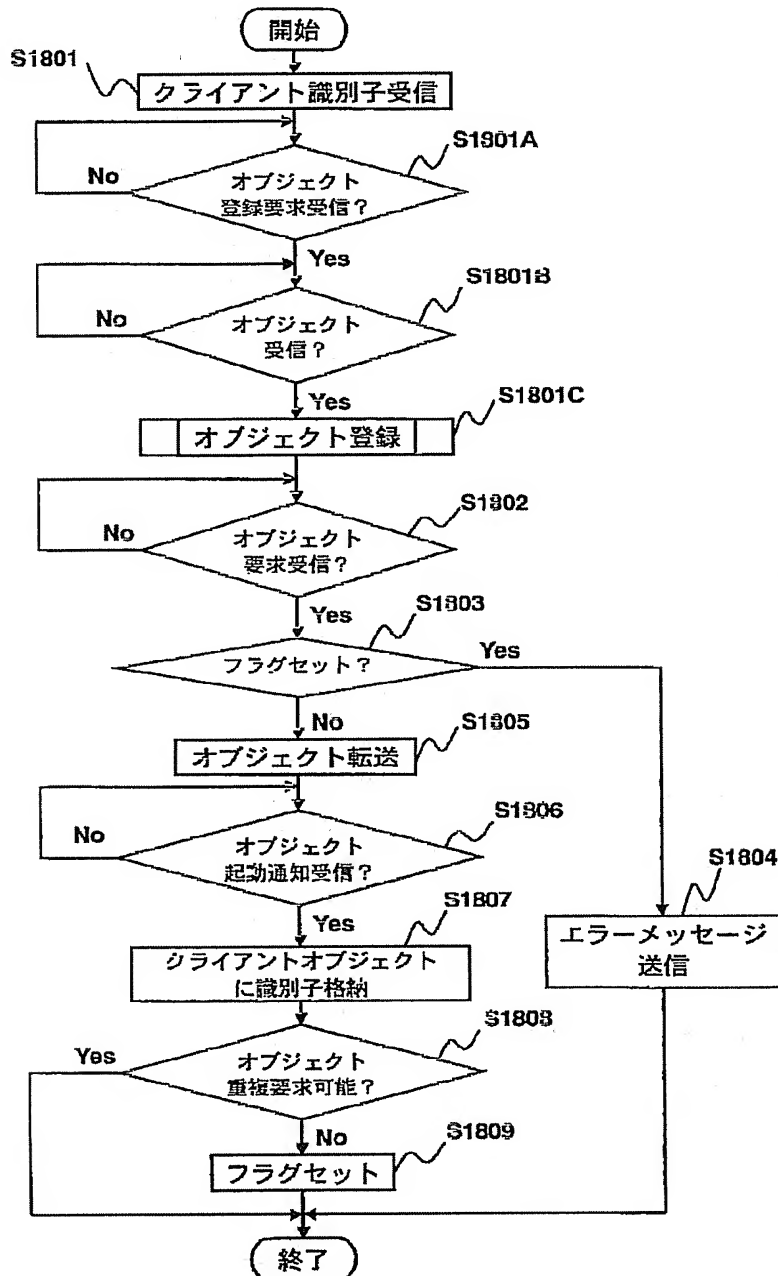 開始
S1801
クライアント識別子受信
S1801A
No
オブジェクト
登録要求受信？
Yes
S1801B
No
オブジェクト
受信？
Yes
S1801C
オブジェクト登録
S1802
No
オブジェクト
要求受信？
Yes
S1803
フラグセット？
Yes
No
S1805
オブジェクト転送
S1806
No
オブジェクト
起動通知受信？
S1804
Yes
S1807
エラーメッセージ
送信
クライアントオブジェクト
に識別子格納
S1808
Yes
オブジェクト
重複要求可能？
No
S1809
フラグセット
終了